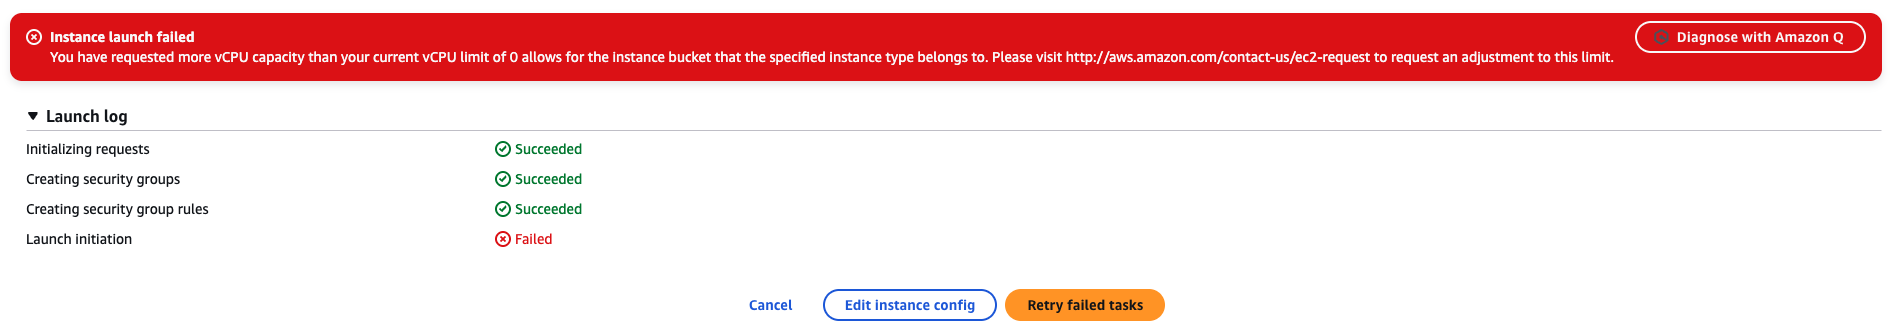 Instance launch failed
You have requested more vCPU capacity than your current vCPU limit of 0 allows for the instance bucket that the specified instance type belongs to. Please visit http://aws.amazon.com/contact-us/ec2-request to request an adjustment to this limit.
Diagnose with Amazon Q
Launch log
Initializing requests Succeeded
Creating security groups Succeeded
Creating security group rules Succeeded
Launch initiation Failed
Cancel Edit instance config Retry failed tasks